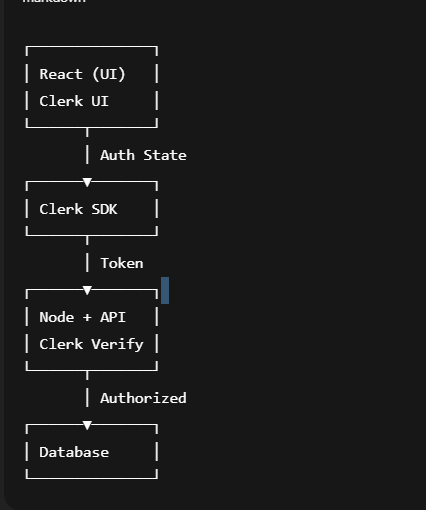 React (UI)
Clerk UI
Auth State
Clerk SDK
Token
Node + API
Clerk Verify
Authorized
Database